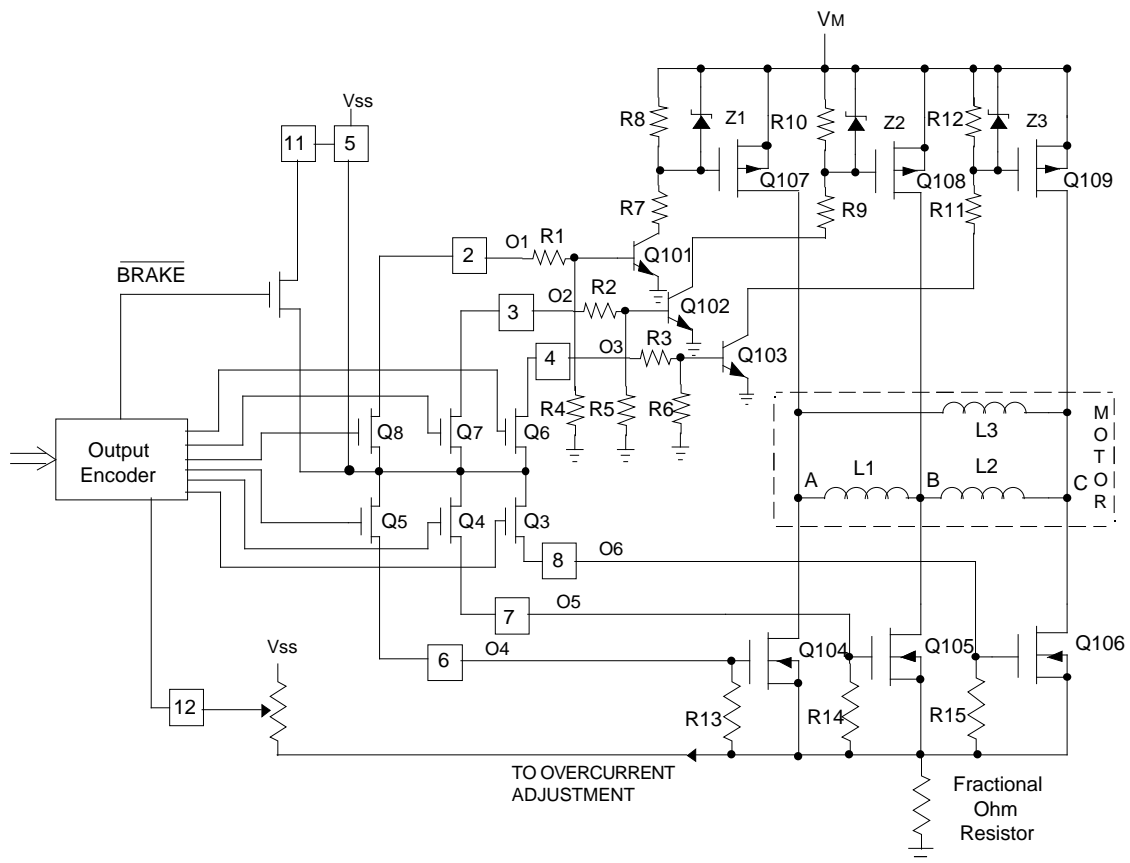 VM
Vss
11
5
R8
Z1
R10
Z2
R12
Z3
Q107
Q108
Q109
R7
R9
R11
2
O1
R1
Q101
BRAKE
3
O2
R2
Q102
4
O3
R3
Q103
R4
R5
R6
Q8
Q7
Q6
Output
Encoder
L3
A
L1
B
L2
C
MOTOR
Q5
Q4
Q3
8
O6
7
O5
6
O4
Q104
Q105
Q106
Vss
12
R13
R14
R15
TO OVERCURRENT
ADJUSTMENT
Fractional
Ohm
Resistor